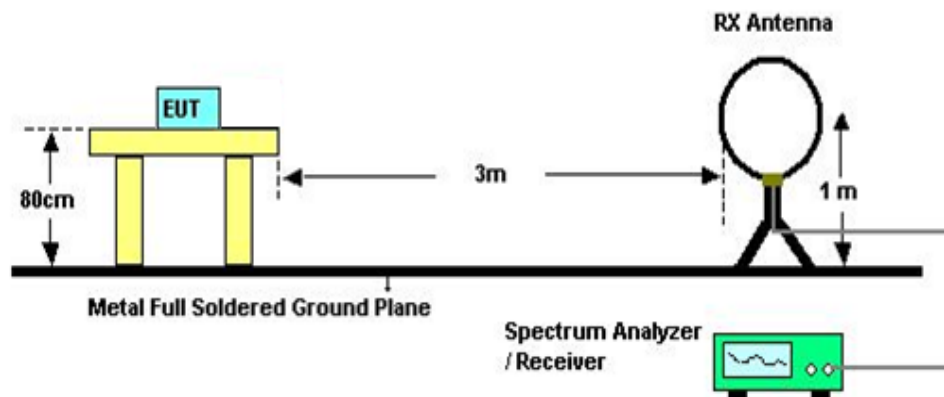 RX Antenna
EUT
80cm
3m
1 m
Metal Full Soldered Ground Plane
Spectrum Analyzer
/ Receiver